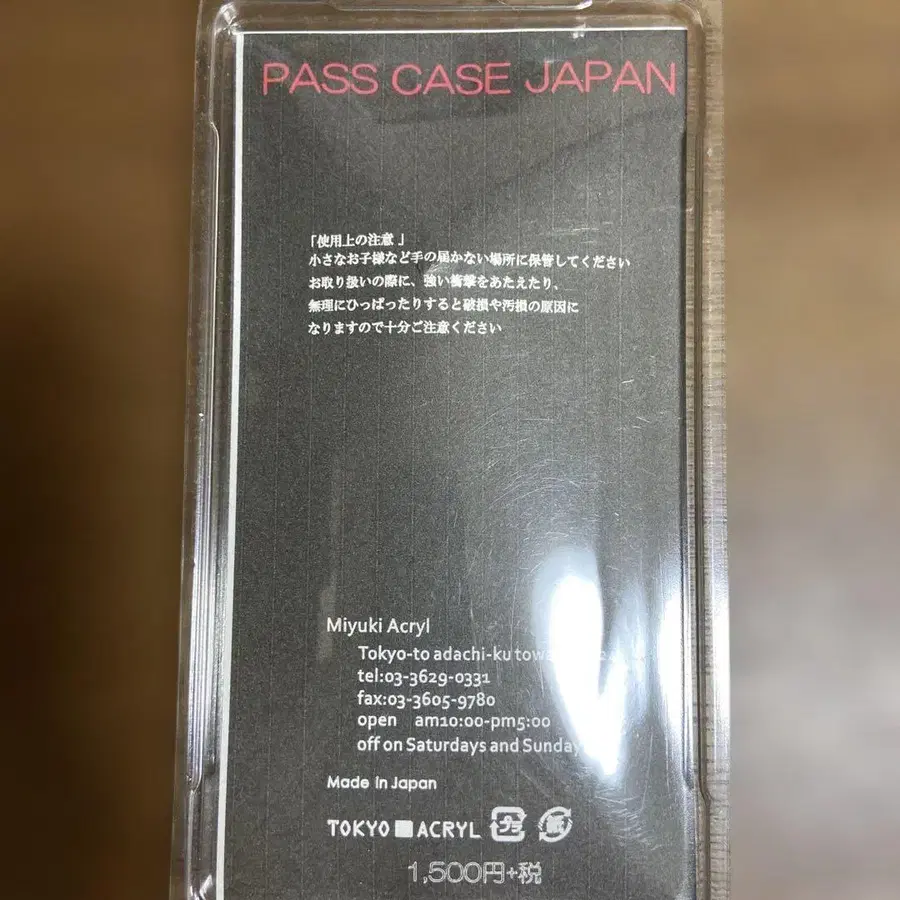 PASS CASE JAPAN
「使用上の注意 」
小さなお子様など手の届かない場所に保管してください
お取り扱いの際に、強い衝撃をあたえたり、
無理にひっぱったりすると破損や汚損の原因に
なりますので十分ご注意ください
Miyuki Acryl
Tokyo-to adachi-ku
tel:03-3629-0331
fax:03-3605-9780
open am10:00-pm5:00
off on Saturdays and Sunday
Made in Japan
TOKYO ACRYL プラ 紙
1,500円+税